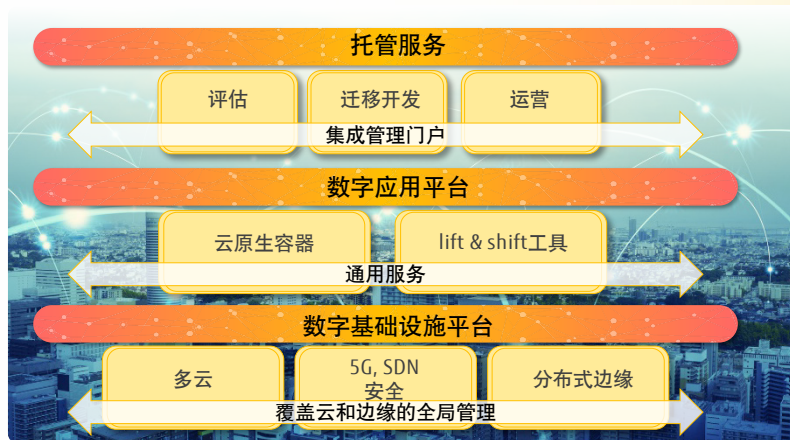 托管服务
评估
迁移开发
运营
集成管理门户
数字应用平台
云原生容器
lift & shift工具
通用服务
数字基础设施平台
多云
5G, SDN
安全
分布式边缘
覆盖云和边缘的全局管理